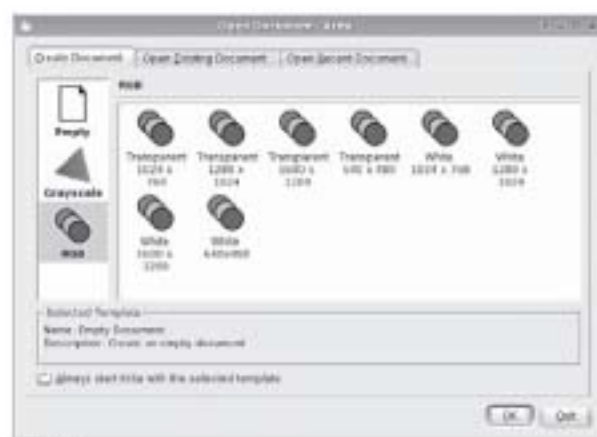 Open Document - Krita
Create Document
Open Existing Document
Open Recent Document
RGB
Empty
Grayscale
RGB
Transparent
1024 x
768
Transparent
1280 x
1024
Transparent
1600 x
1200
Transparent
640 x 480
White
1024 x 768
White
1280 x
1024
White
1600 x
1200
White
640x480
Selected Template
Name: Empty Document
Description: Create an empty document
Always start Krita with the selected template
OK
Quit